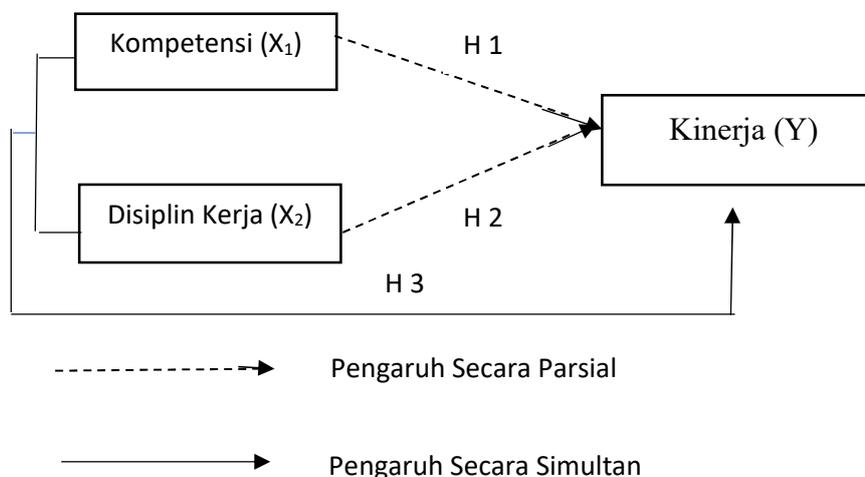 Kompetensi (X₁)
H 1
Kinerja (Y)
Disiplin Kerja (X₂)
H 2
H 3
Pengaruh Secara Parsial
Pengaruh Secara Simultan